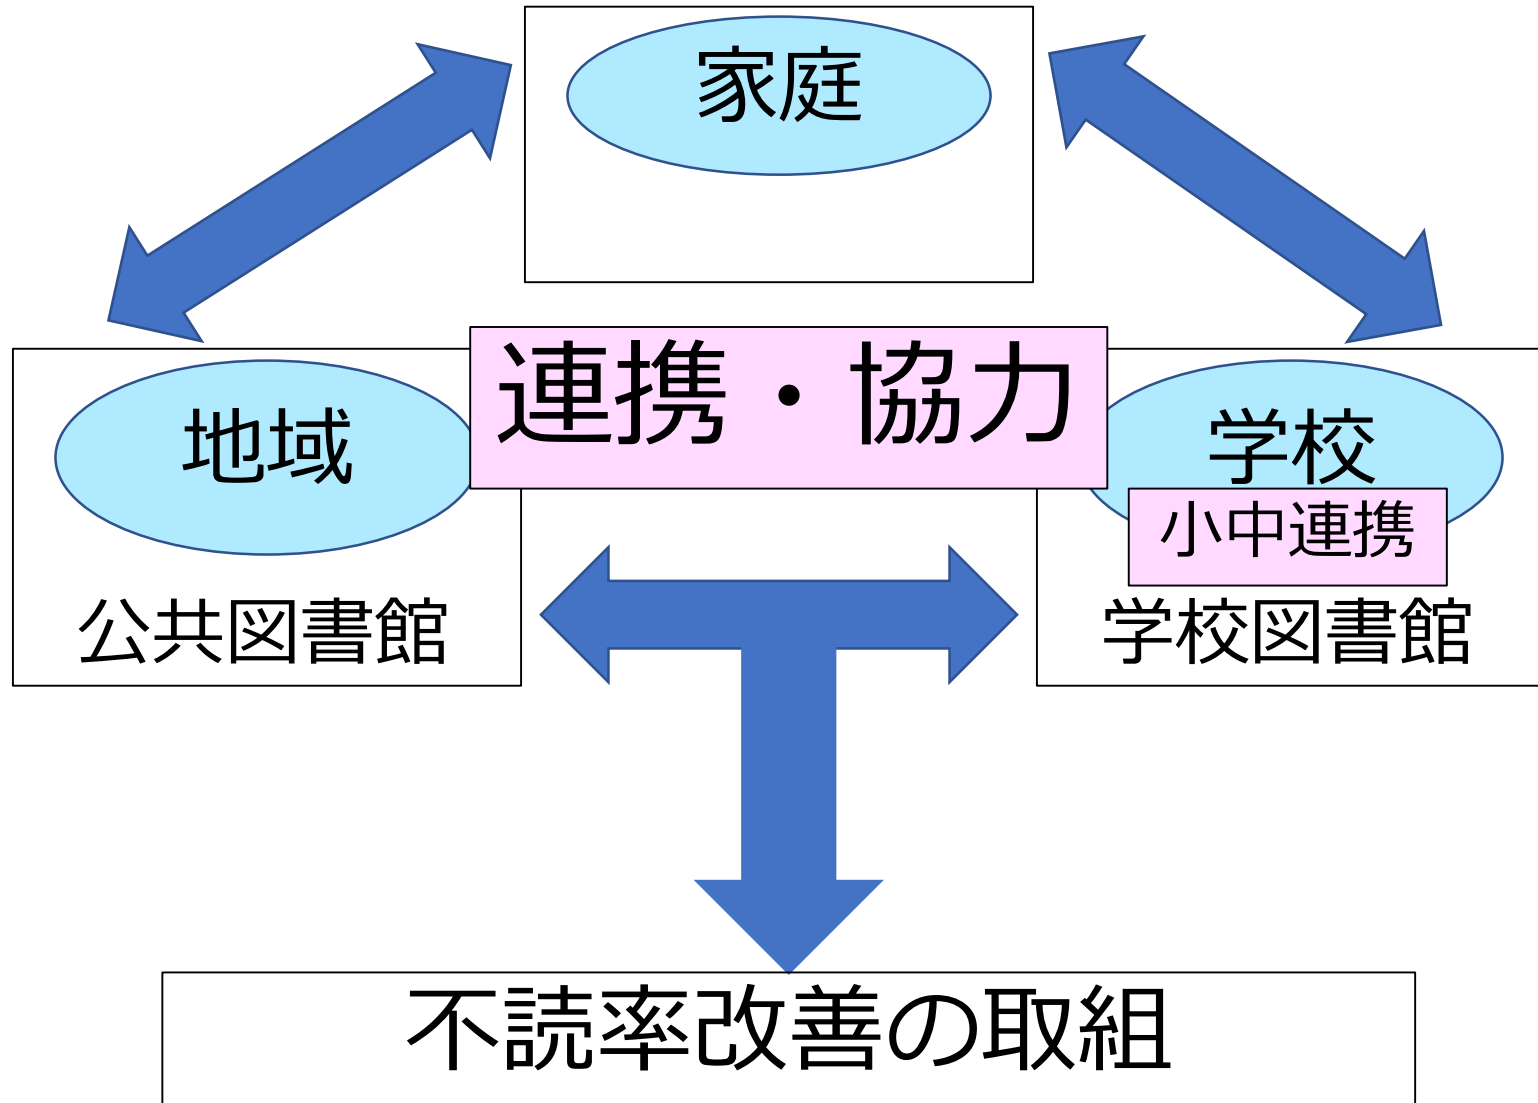 家庭
連携・協力
地域
学校
小中連携
公共図書館
学校図書館
不読率改善の取組